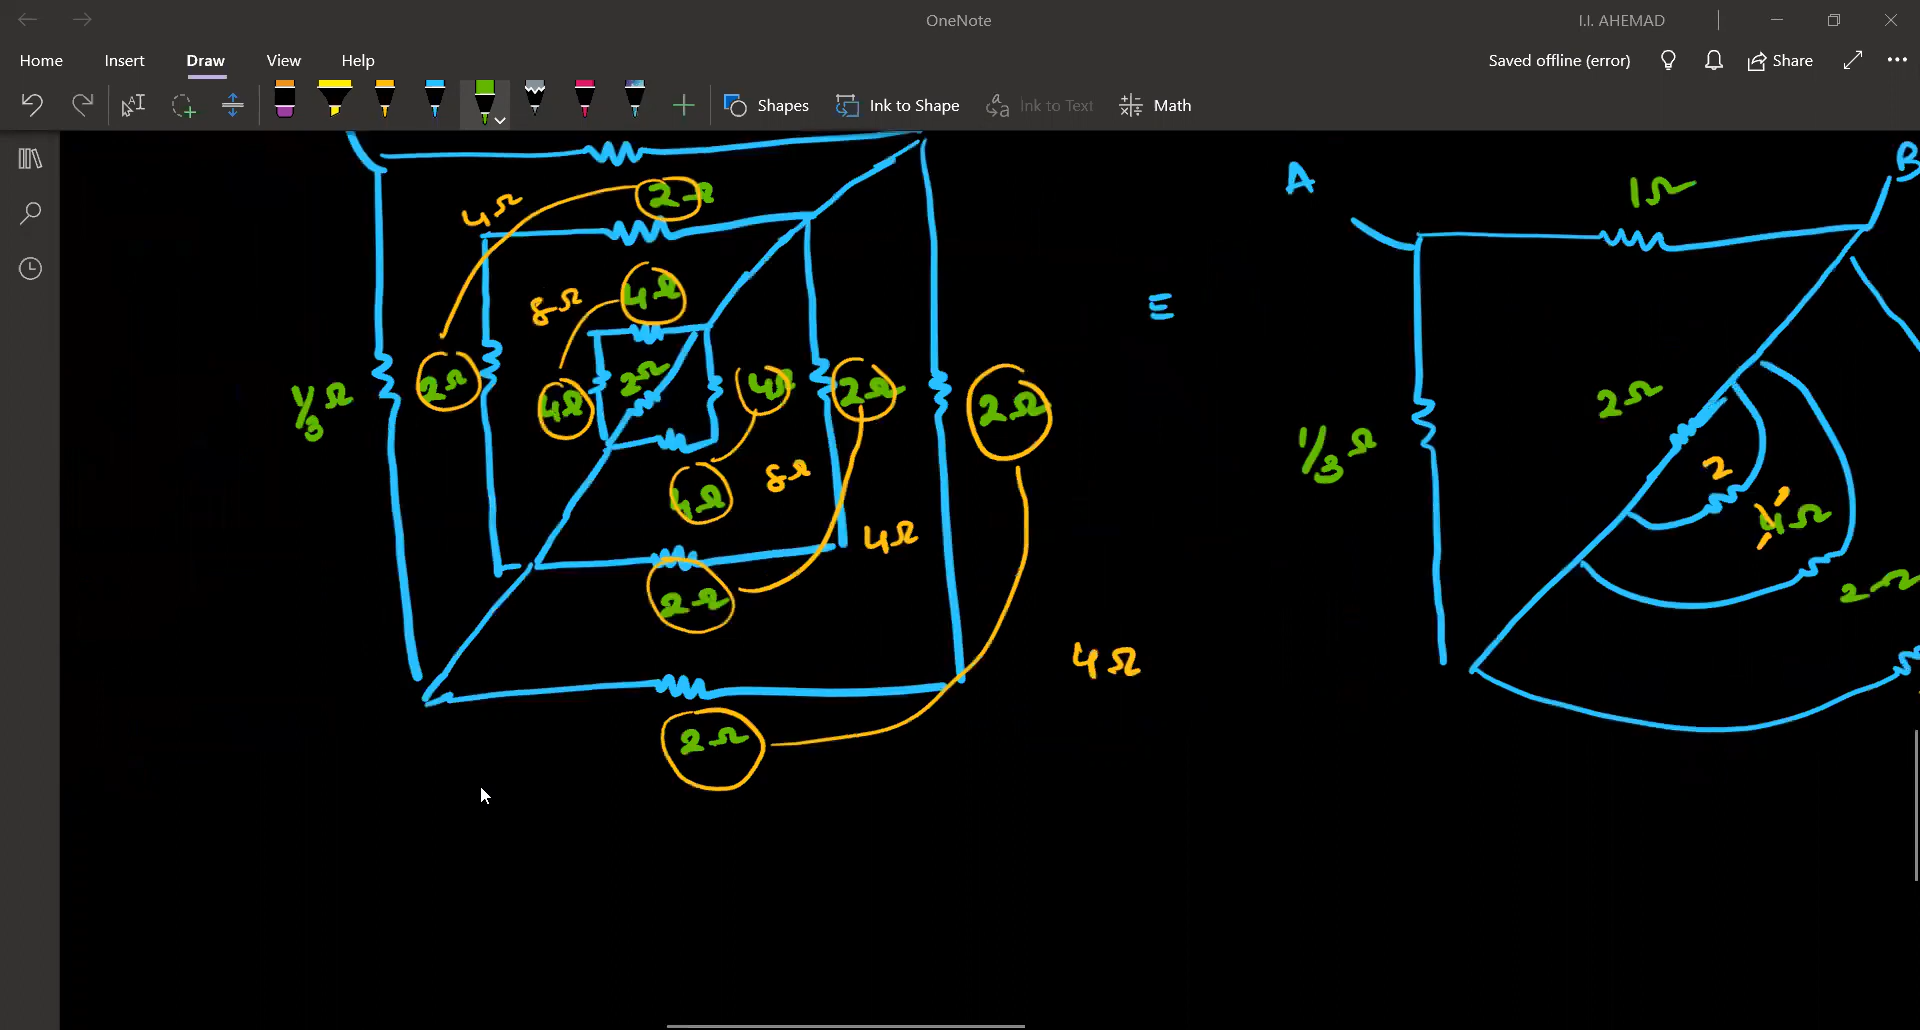 OneNote
I.I. AHEMAD
Home Insert Draw View Help
Saved offline (error)
Share
Shapes
Ink to Shape
Ink to Text
Math
A
B
1Ω
4Ω
2Ω
8Ω
4Ω
E
2Ω
4Ω
2Ω
2Ω
2Ω
1/3 Ω
4Ω
2Ω
2Ω
1/3 Ω
2
8Ω
4Ω
4Ω
4Ω
2Ω
2Ω
4Ω
2Ω